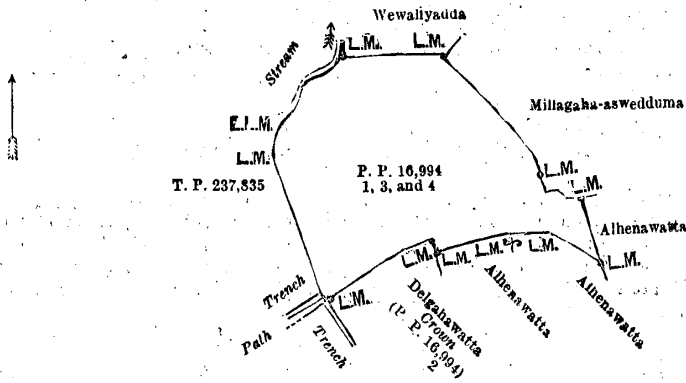 Wewaliyadda
L.M. L.M.
Stream
Millagaha-aswedduma
E.L.M.
L.M.
P. P. 16,994
1, 3, and 4
T. P. 237,835
L.M.
L.M.
Alhenawatta
L.M. L.M. L.M. L.M. L.M.
Trench
L.M.
Path
Trench
Delgahawatta
Crown
(P. P. 16,994)
2
Alhenawatta
Alhenawatta